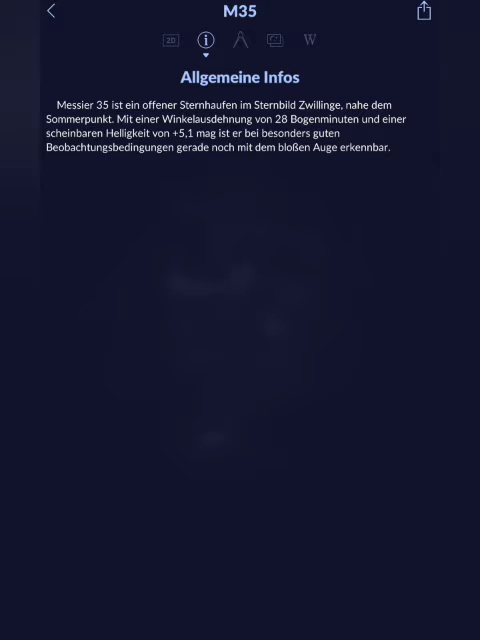 M35
2D
W
Allgemeine Infos
Messier 35 ist ein offener Sternhaufen im Sternbild Zwillinge, nahe dem
Sommerpunkt. Mit einer Winkelausdehnung von 28 Bogenminuten und einer
scheinbaren Helligkeit von +5,1 mag ist er bei besonders guten
Beobachtungsbedingungen gerade noch mit dem bloßen Auge erkennbar.